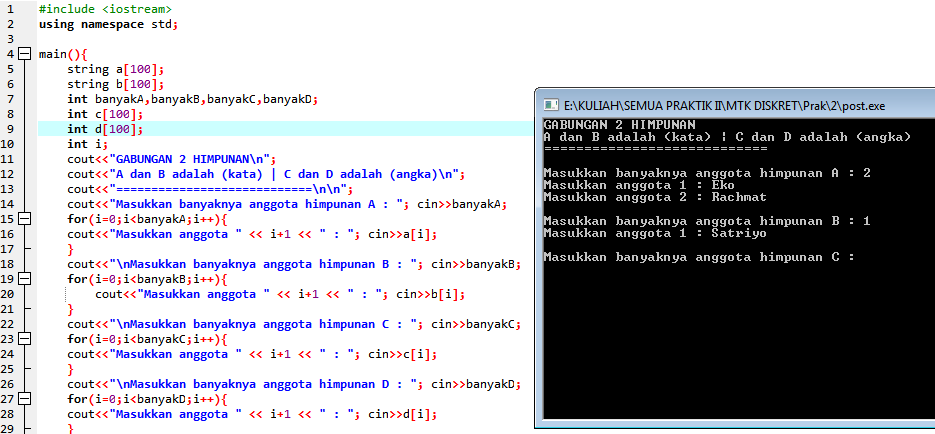 1 #include <iostream>
2 using namespace std;
3
4 main(){
5 string a[100];
6 string b[100];
7 int banyakA,banyakB,banyakC,banyakD;
8 int c[100];
9 int d[100];
10 int i;
11 cout<<"GABUNGAN 2 HIMPUNAN\n";
12 cout<<"A dan B adalah (kata) | C dan D adalah (angka)\n";
13 cout<<"============================\n\n";
14 cout<<"Masukkan banyaknya anggota himpunan A : "; cin>>banyakA;
15 for(i=0;i<banyakA;i++){
16 cout<<"Masukkan anggota " << i+1 << " : "; cin>>a[i];
17 }
18 cout<<"\nMasukkan banyaknya anggota himpunan B : "; cin>>banyakB;
19 for(i=0;i<banyakB;i++){
20 cout<<"Masukkan anggota " << i+1 << " : "; cin>>b[i];
21 }
22 cout<<"\nMasukkan banyaknya anggota himpunan C : "; cin>>banyakC;
23 for(i=0;i<banyakC;i++){
24 cout<<"Masukkan anggota " << i+1 << " : "; cin>>c[i];
25 }
26 cout<<"\nMasukkan banyaknya anggota himpunan D : "; cin>>banyakD;
27 for(i=0;i<banyakD;i++){
28 cout<<"Masukkan anggota " << i+1 << " : "; cin>>d[i];
29 }
E:\KULIAH\SEMUA PRAKTIK II\MTK DISKRET\Prak\2\post.exe
GABUNGAN 2 HIMPUNAN
A dan B adalah (kata) | C dan D adalah (angka)
============================
Masukkan banyaknya anggota himpunan A : 2
Masukkan anggota 1 : Eko
Masukkan anggota 2 : Rachmat
Masukkan banyaknya anggota himpunan B : 1
Masukkan anggota 1 : Satriyo
Masukkan banyaknya anggota himpunan C :